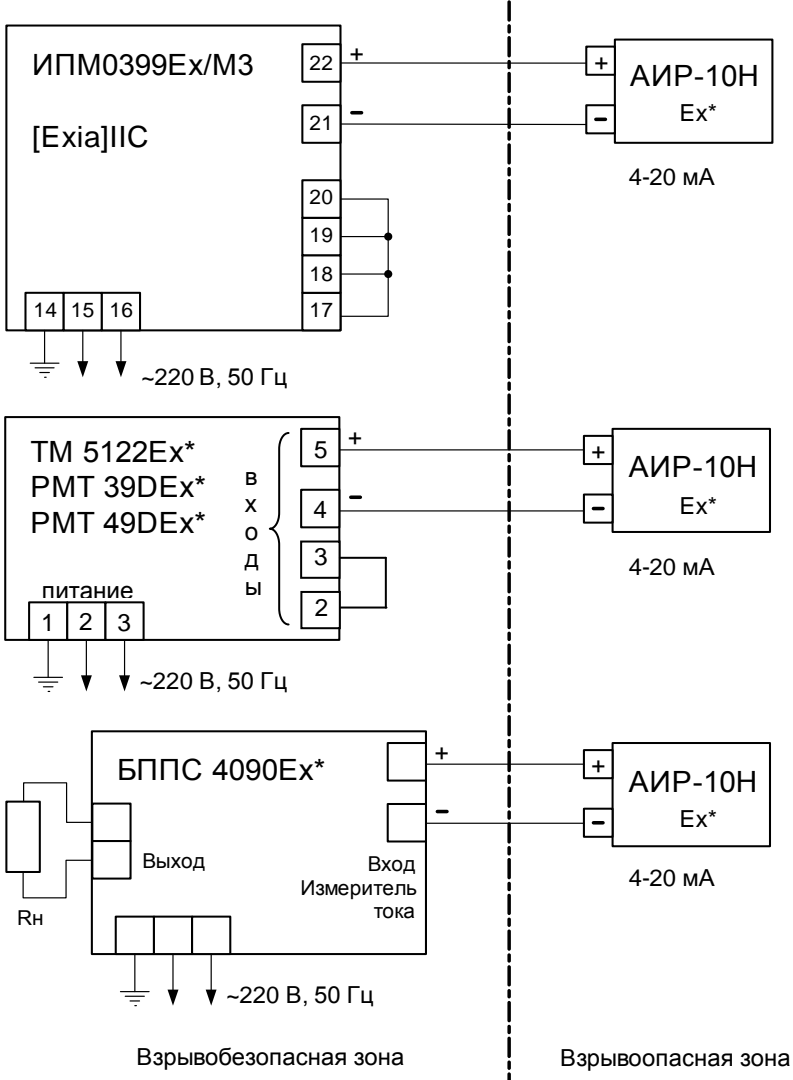 ИПМ0399Ex/М3
[Exia]IIC
22
+
21
-
20
19
18
17
14 15 16
~220 В, 50 Гц
+
-
АИР-10Н
Ex*
4-20 мА
ТМ 5122Ex*
РМТ 39DEx*
РМТ 49DEx*
входы
5
+
4
-
3
2
питание
1 2 3
~220 В, 50 Гц
+
-
АИР-10Н
Ex*
4-20 мА
БППС 4090Ex*
+
-
Выход
Вход
Измеритель
тока
Rн
~220 В, 50 Гц
+
-
АИР-10Н
Ex*
4-20 мА
Взрывобезопасная зона
Взрывоопасная зона